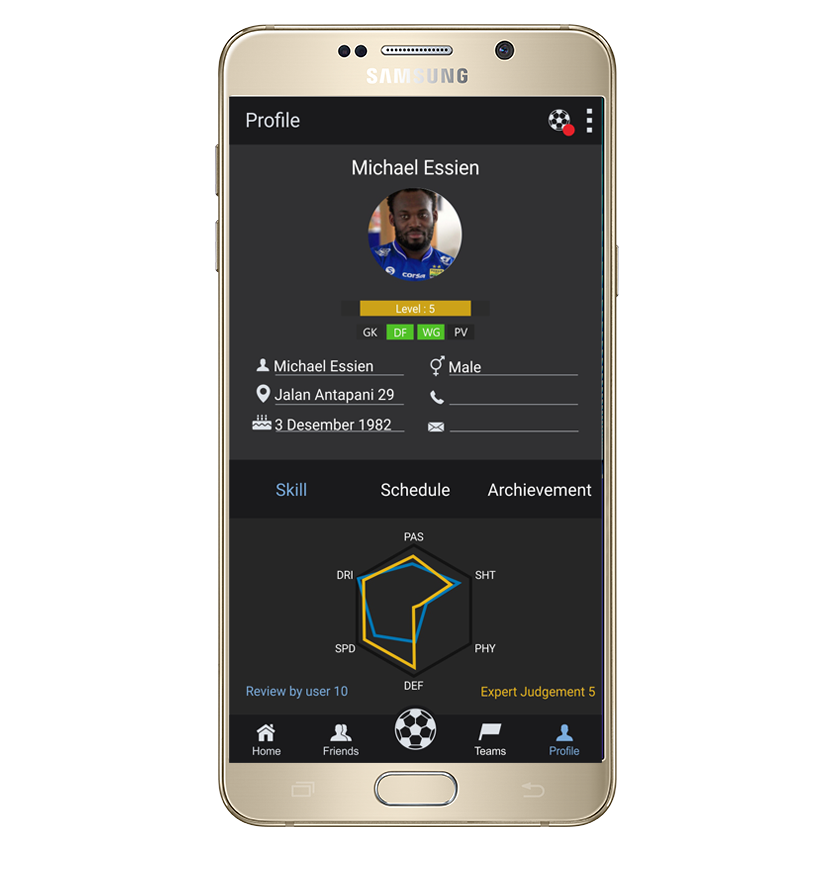 SAMSUNG
Profile
Michael Essien
corsa
Level : 5
GK DF WG PV
Michael Essien Male
Jalan Antapani 29
3 Desember 1982
Skill Schedule Archievement
PAS
DRI SHT
SPD PHY
DEF
Review by user 10 Expert Judgement 5
Home Friends Teams Profile